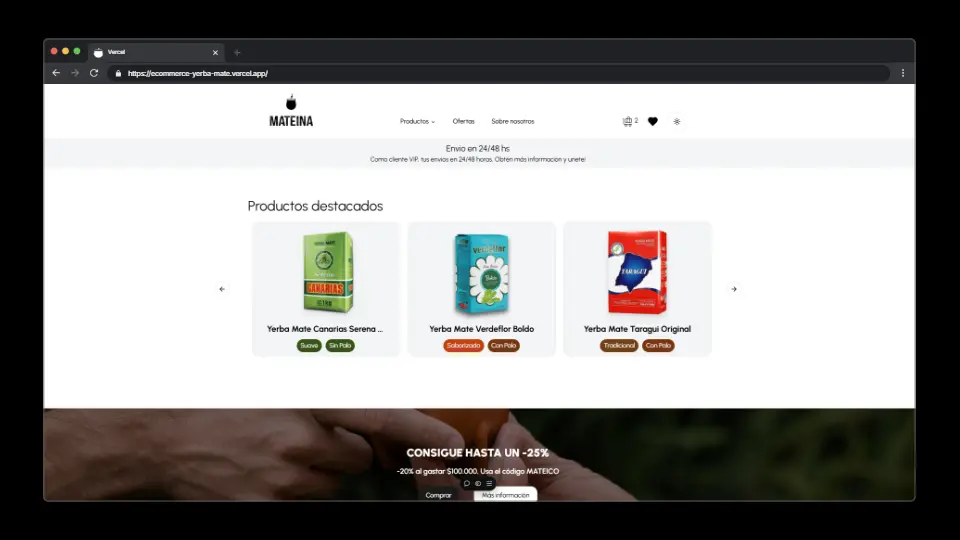 Vercel
https://ecommerce-yerba-mate.vercel.app/
MATEINA
Productos
Ofertas
Sobre nosotros
2
Envío en 24/48 hs
Como cliente VIP, tus envíos en 24/48 horas. Obtén más información y unete!
Productos destacados
CANARIAS
Yerba Mate Canarias Serena ...
Suave
Sin Palo
Verdeflor
Yerba Mate Verdeflor Boldo
Saborizado
Con Palo
TARAGUI
Yerba Mate Taragui Original
Tradicional
Con Palo
CONSIGUE HASTA UN -25%
-20% al gastar $100.000. Usa el código MATEICO
Comprar
Más información